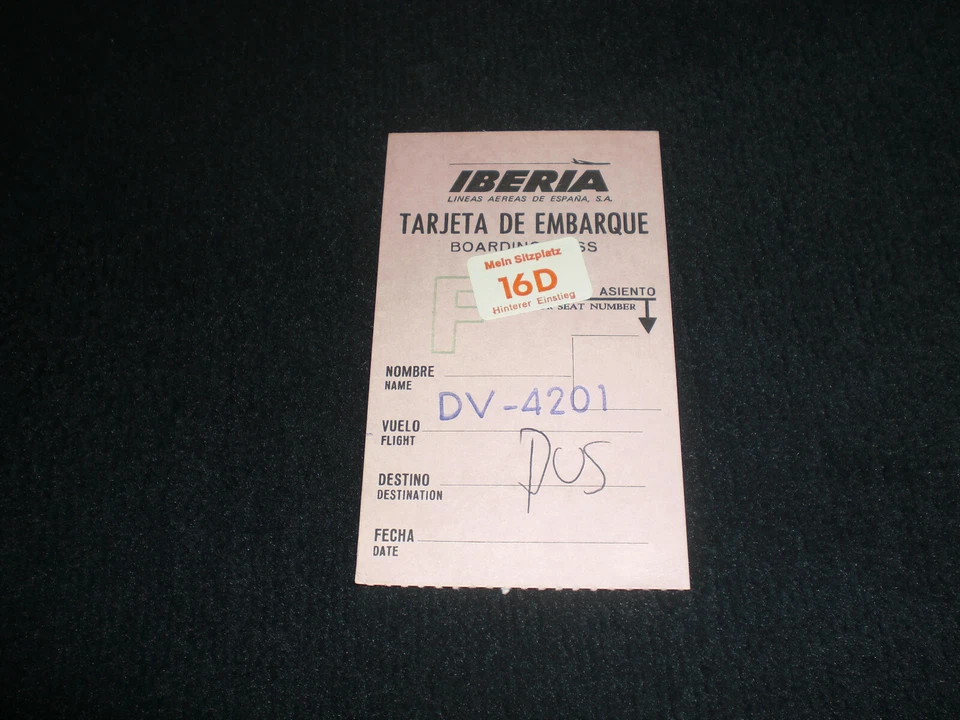 IBERIA
LINEAS AEREAS DE ESPAÑA, S.A.
TARJETA DE EMBARQUE
Mein Sitzplatz
16D
Hinterer Einstieg
F
ASIENTO
SEAT NUMBER
NOMBRE
NAME
DV-4201
VUELO
FLIGHT
DUS
DESTINO
DESTINATION
FECHA
DATE